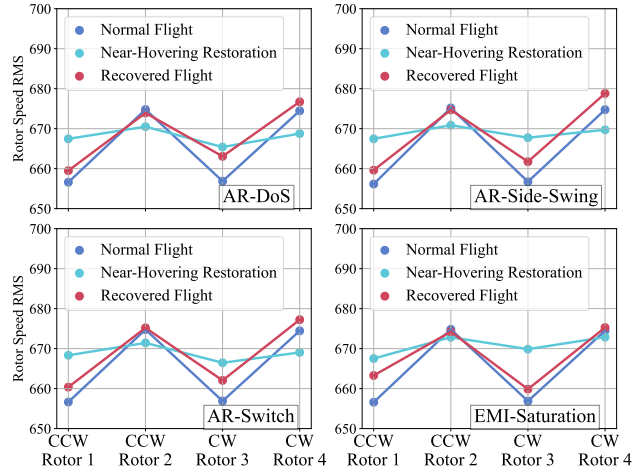 700
690
680
670
660
650
Rotor Speed RMS
Normal Flight
Near-Hovering Restoration
Recovered Flight
AR-DoS
700
690
680
670
660
650
Normal Flight
Near-Hovering Restoration
Recovered Flight
AR-Side-Swing
700
690
680
670
660
650
Rotor Speed RMS
Normal Flight
Near-Hovering Restoration
Recovered Flight
AR-Switch
CCW CCW CW CW
Rotor 1 Rotor 2 Rotor 3 Rotor 4
700
690
680
670
660
650
Normal Flight
Near-Hovering Restoration
Recovered Flight
EMI-Saturation
CCW CCW CW CW
Rotor 1 Rotor 2 Rotor 3 Rotor 4